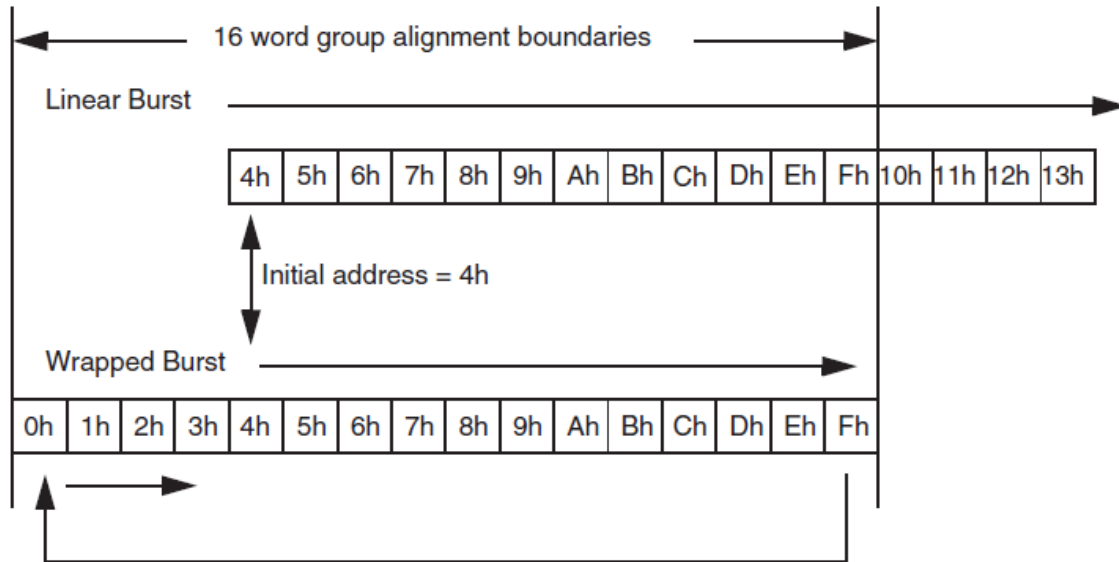 16 word group alignment boundaries
Linear Burst
4h 5h 6h 7h 8h 9h Ah Bh Ch Dh Eh Fh 10h 11h 12h 13h
Initial address = 4h
Wrapped Burst
0h 1h 2h 3h 4h 5h 6h 7h 8h 9h Ah Bh Ch Dh Eh Fh